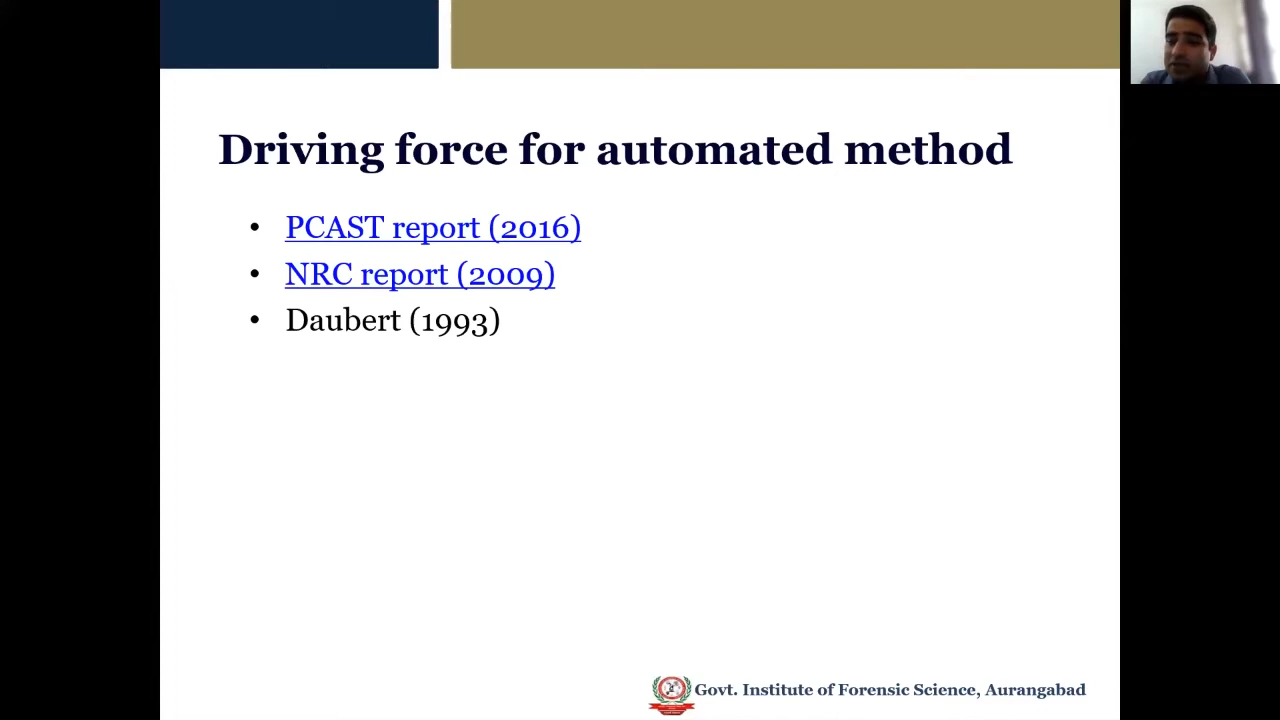 Driving force for automated method
• PCAST report (2016)
• NRC report (2009)
• Daubert (1993)
Govt. Institute of Forensic Science, Aurangabad